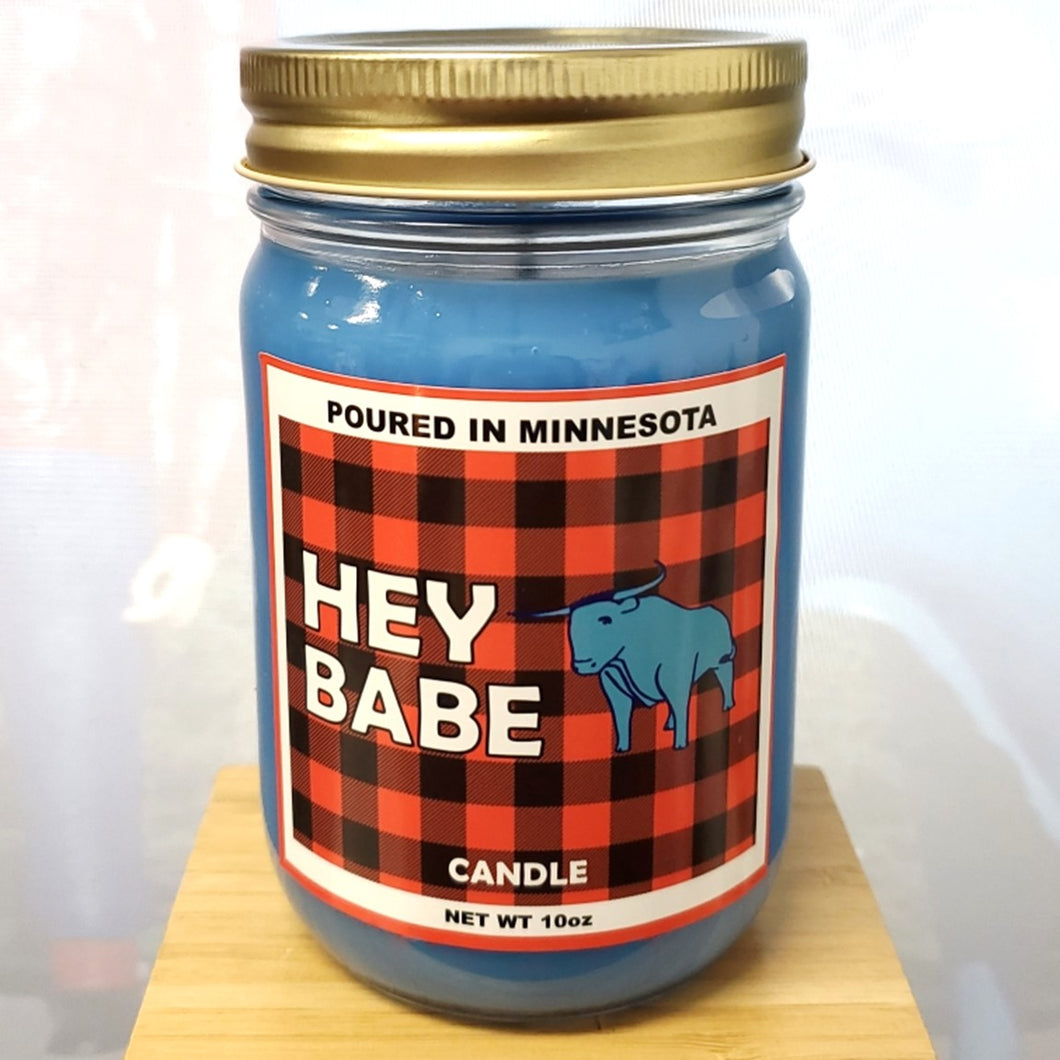 POURED IN MINNESOTA
HEY
BABE
CANDLE
NET WT 10oz